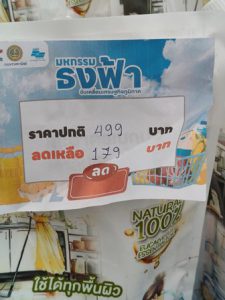 มหกรรม
ธงฟ้า
ราคาปกติ 499 บาท
ลดเหลือ 179 บาท
ลด
NATURAL
100%
EUCALYPTUS
ใช้ได้ทุกพื้นผิว